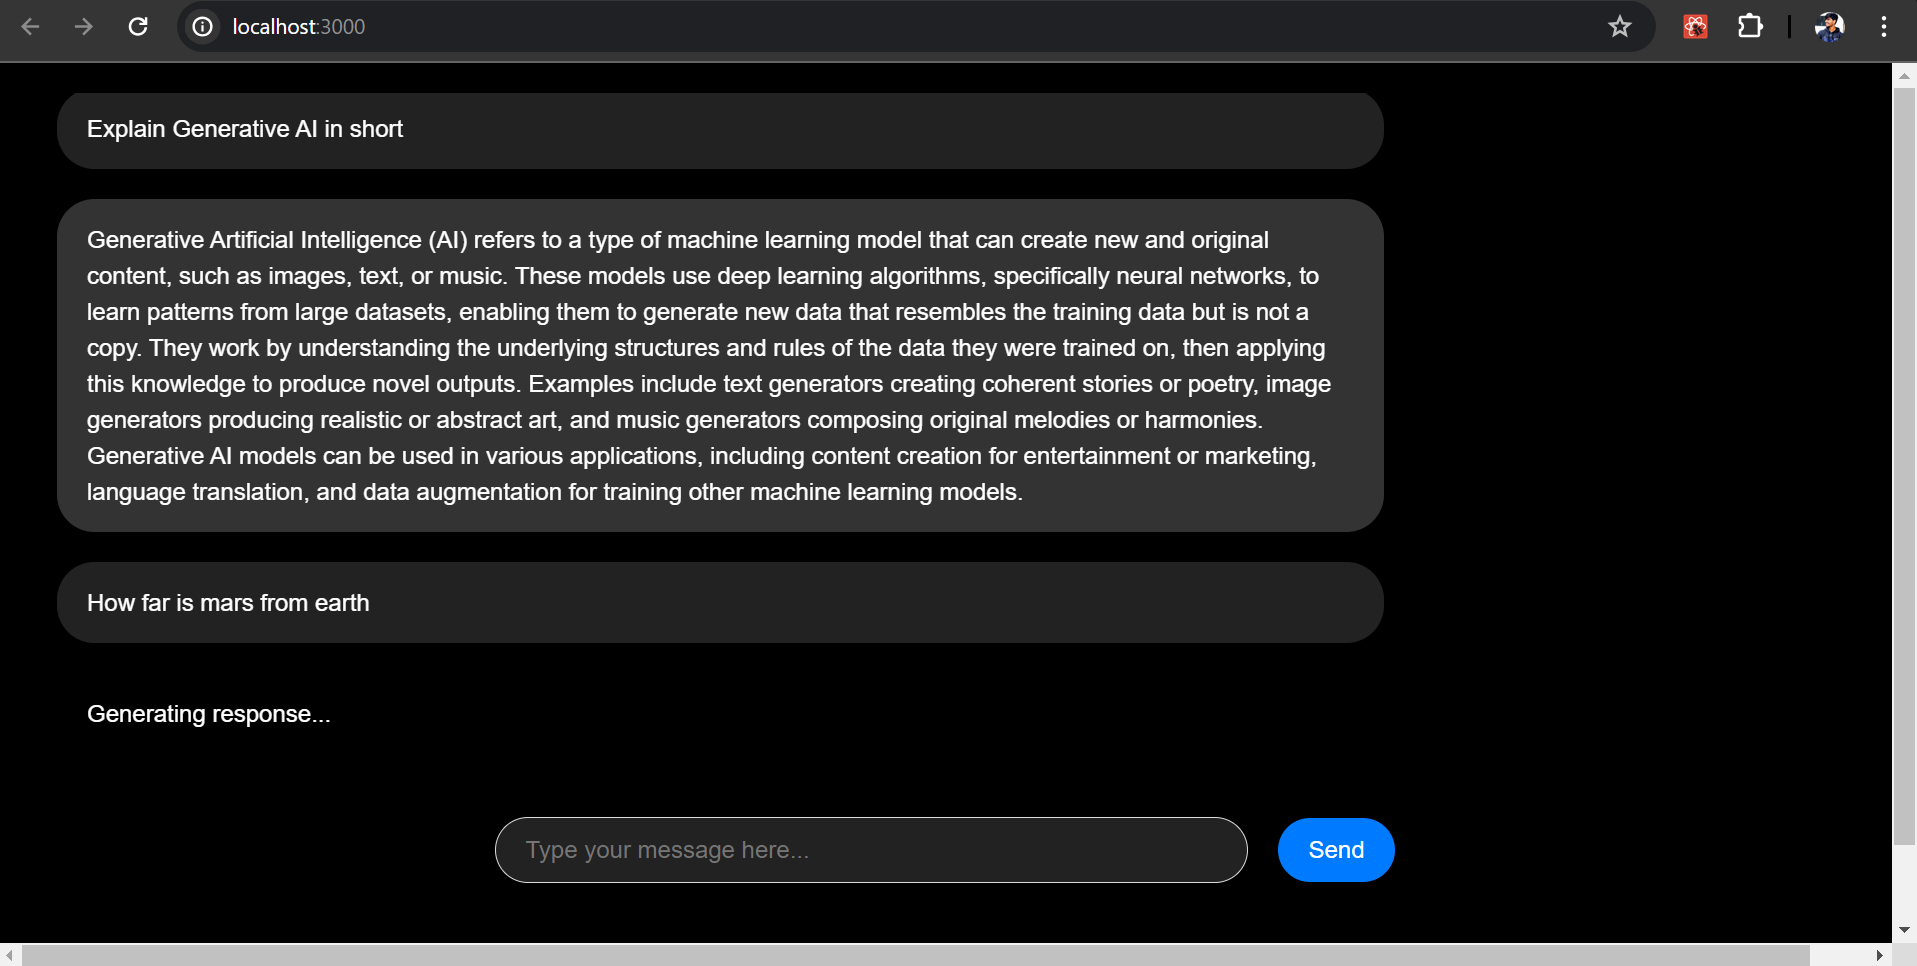 localhost:3000
Explain Generative AI in short
Generative Artificial Intelligence (AI) refers to a type of machine learning model that can create new and original
content, such as images, text, or music. These models use deep learning algorithms, specifically neural networks, to
learn patterns from large datasets, enabling them to generate new data that resembles the training data but is not a
copy. They work by understanding the underlying structures and rules of the data they were trained on, then applying
this knowledge to produce novel outputs. Examples include text generators creating coherent stories or poetry, image
generators producing realistic or abstract art, and music generators composing original melodies or harmonies.
Generative AI models can be used in various applications, including content creation for entertainment or marketing,
language translation, and data augmentation for training other machine learning models.
How far is mars from earth
Generating response...
Type your message here...
Send